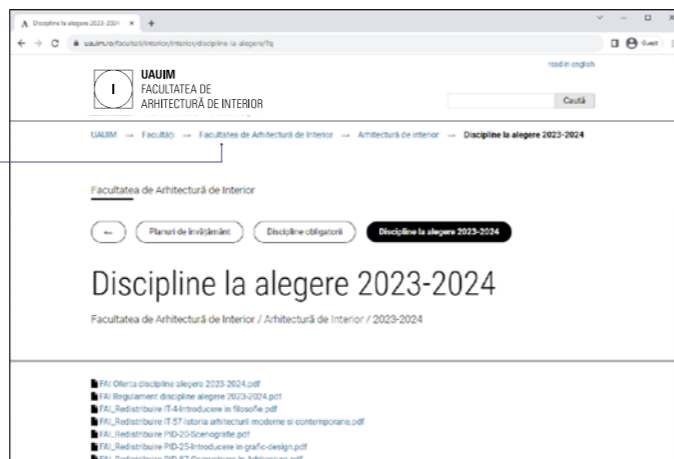 Discipline la alegere 2023-2024
uauim.ro/facultati/interior/interior/discipline-la-alegere/?q
Guest
read in english
I
UAUIM
FACULTATEA DE
ARHITECTURĂ DE INTERIOR
Caută
UAUIM → Facultăți → Facultatea de Arhitectură de Interior → Arhitectură de interior → Discipline la alegere 2023-2024
Facultatea de Arhitectură de Interior
← Planuri de învățământ Discipline obligatorii Discipline la alegere 2023-2024
Discipline la alegere 2023-2024
Facultatea de Arhitectură de Interior / Arhitectură de Interior / 2023-2024
FAI Oferta discipline alegere 2023-2024.pdf
FAI Regulament discipline alegere 2023-2024.pdf
FAI_Redistribuire IT-4-Introducere in filosofie.pdf
FAI_Redistribuire IT-57-Istoria arhitecturii moderne si contemporane.pdf
FAI_Redistribuire PID-20-Scenografie.pdf
FAI_Redistribuire PID-25-Introducere in grafic-design.pdf